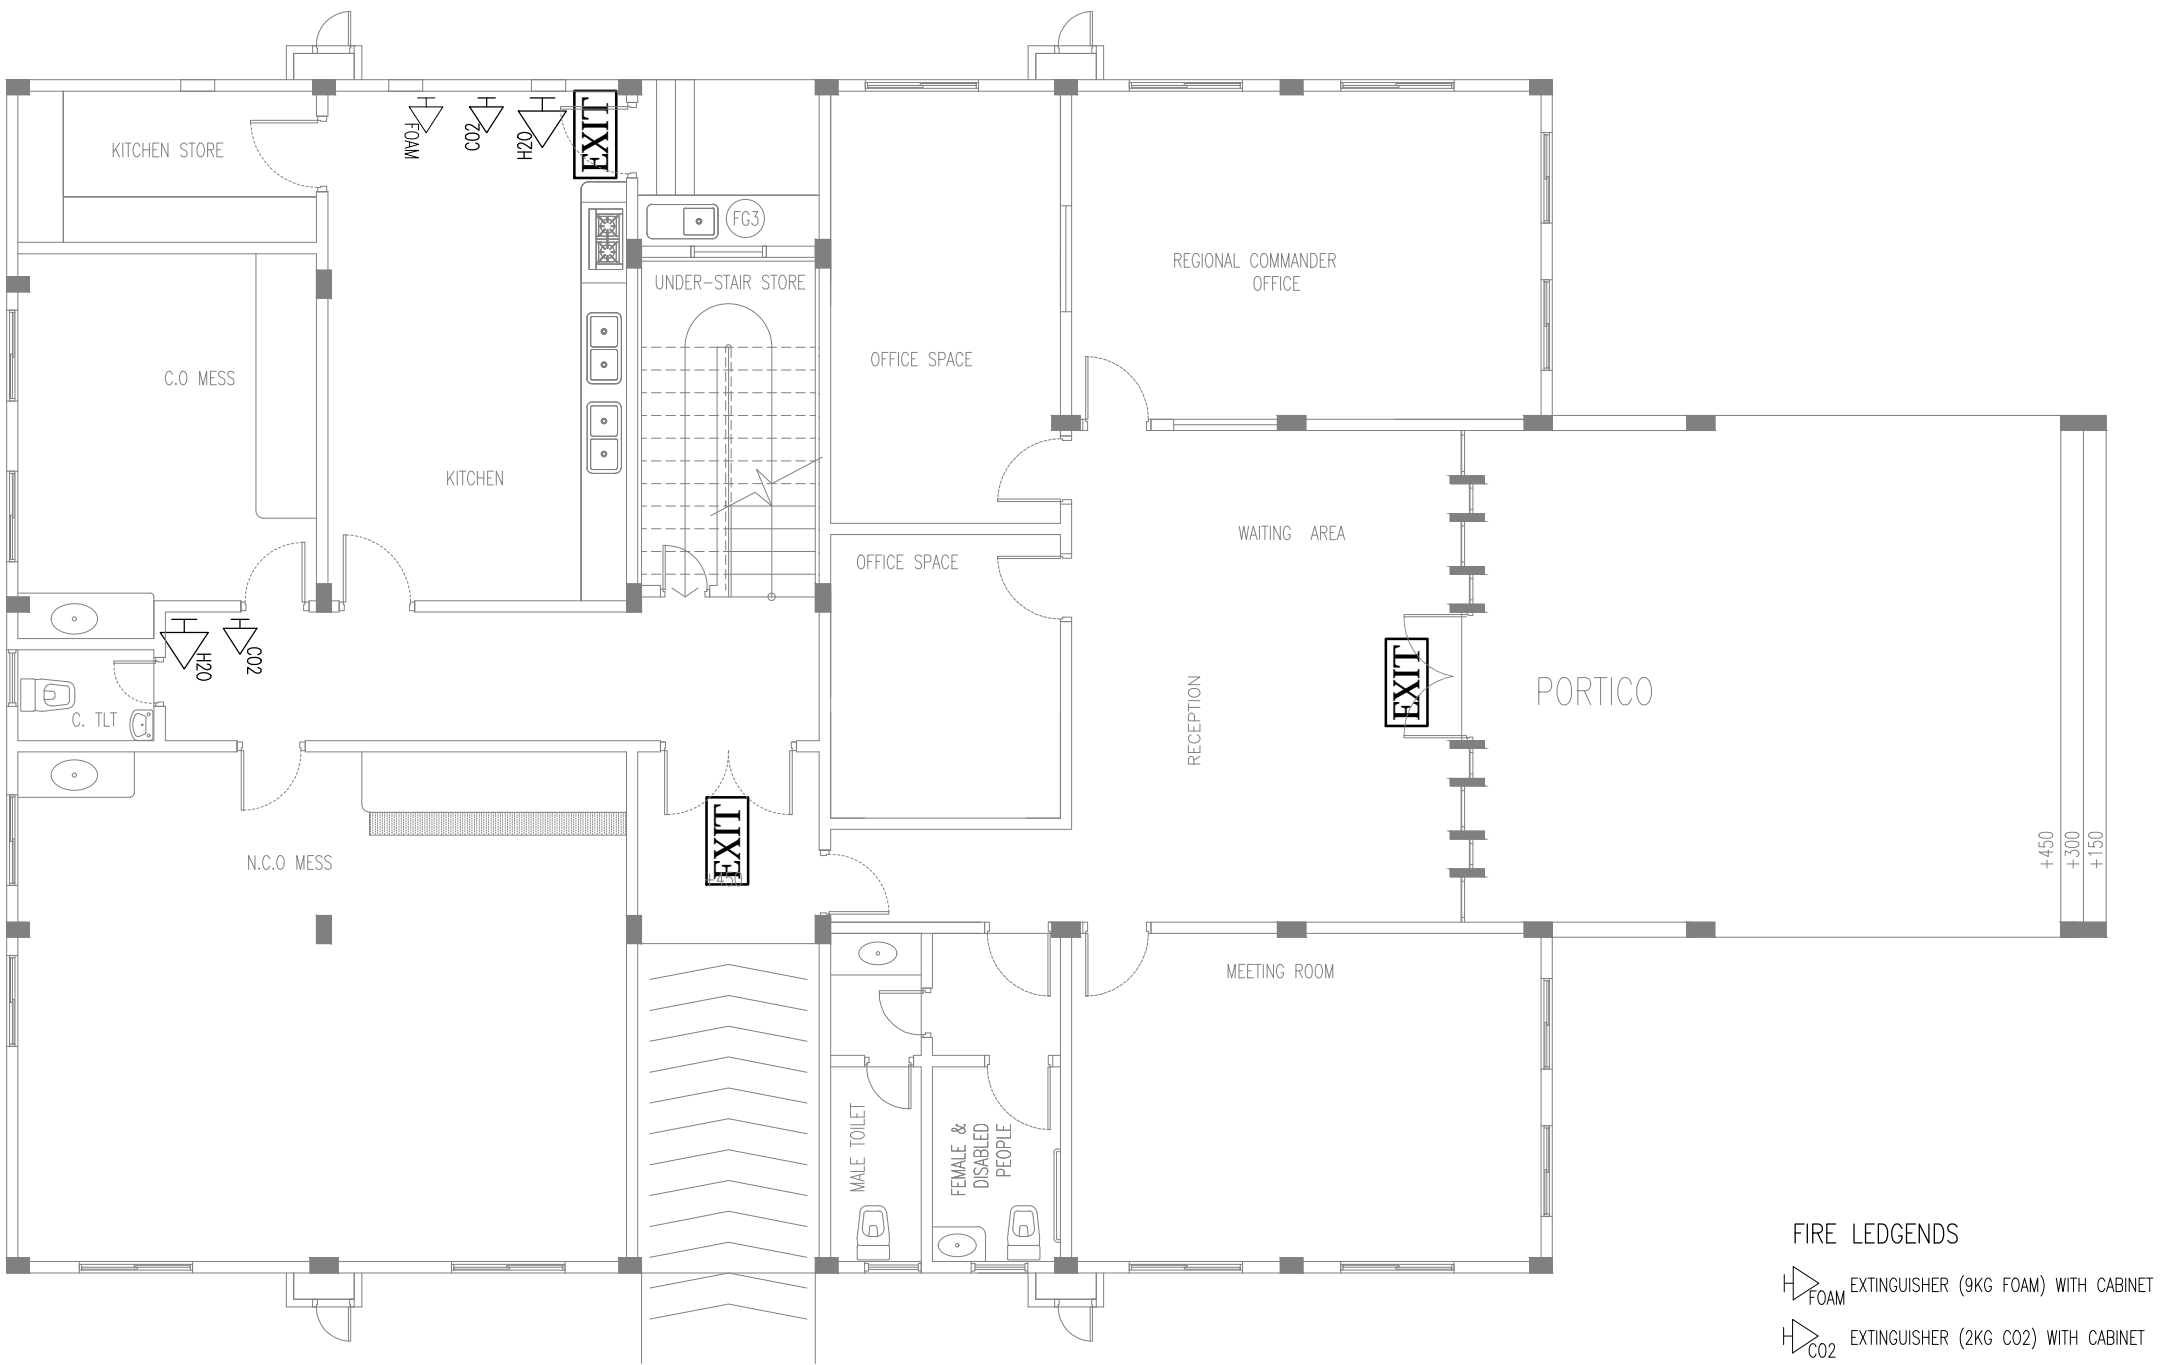 KITCHEN STORE
FOAM
CO2
H2O
EXIT
FG3
UNDER-STAIR STORE
REGIONAL COMMANDER
OFFICE
C.O MESS
OFFICE SPACE
KITCHEN
WAITING AREA
OFFICE SPACE
H20
CO2
C. TLT
RECEPTION
EXIT
PORTICO
N.C.O MESS
EXIT
+450
+450
+300
+150
MEETING ROOM
MALE TOILET
FEMALE &
DISABLED
PEOPLE
FIRE LEDGENDS
FOAM EXTINGUISHER (9KG FOAM) WITH CABINET
CO2 EXTINGUISHER (2KG CO2) WITH CABINET